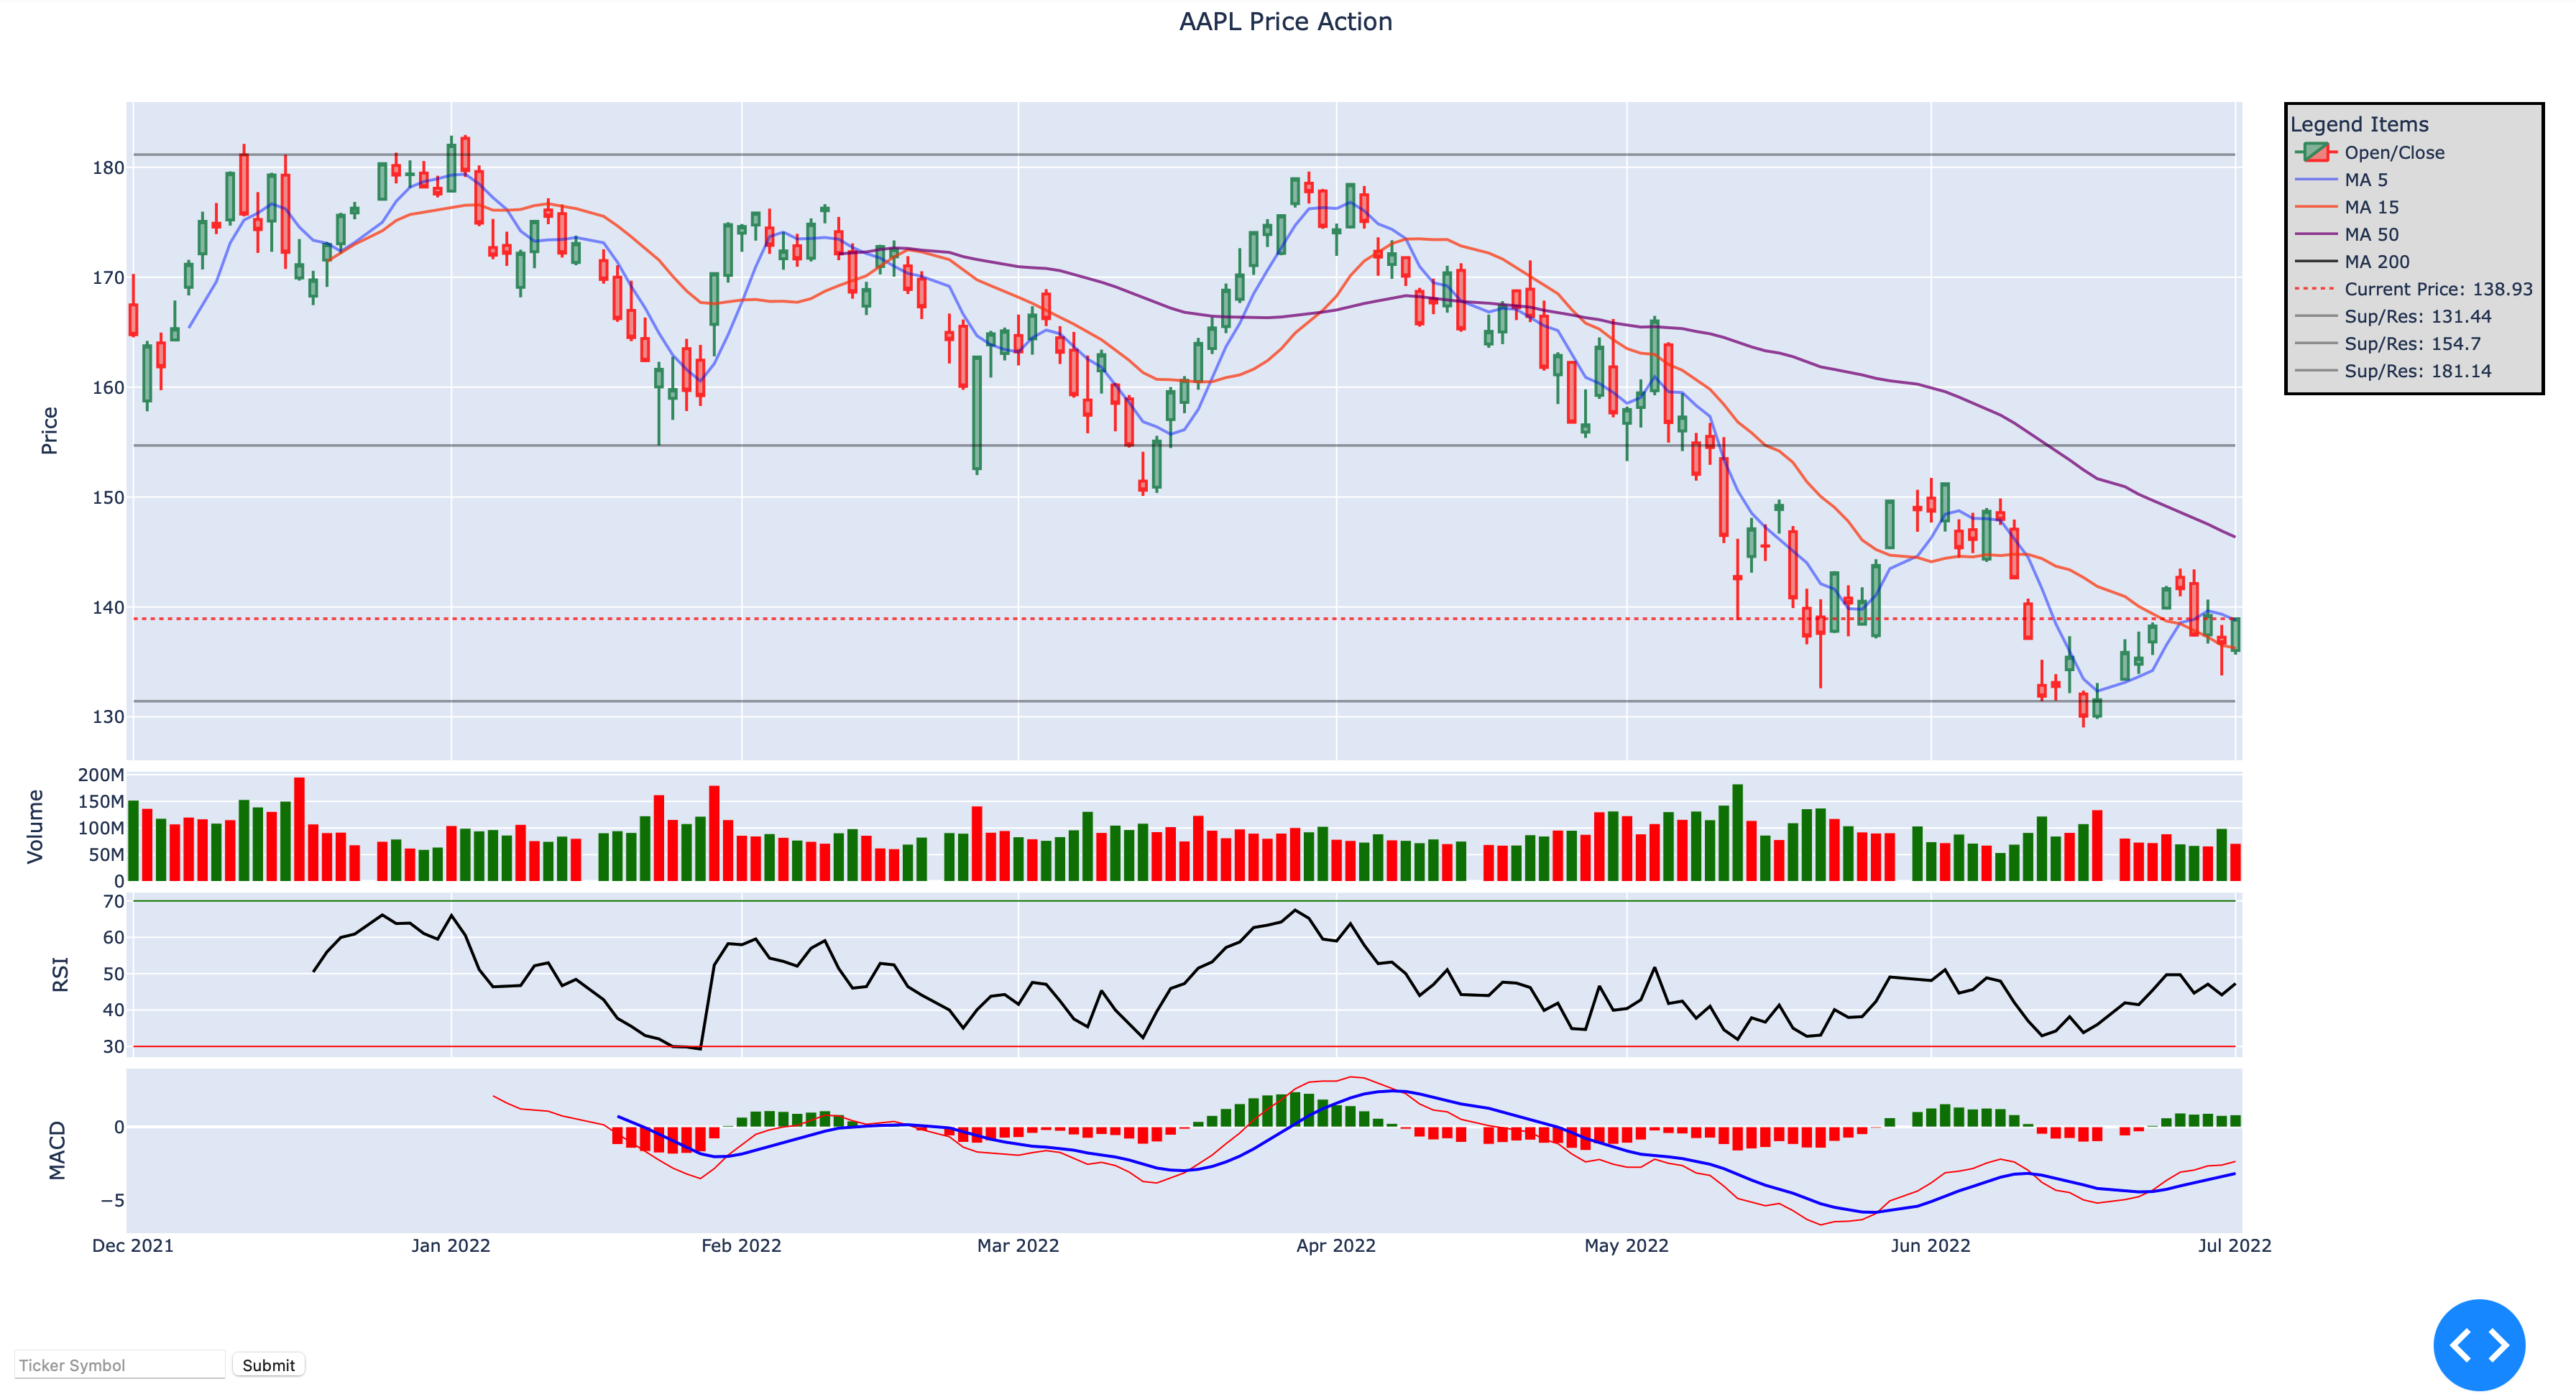 AAPL Price Action
Legend Items
Open/Close
MA 5
MA 15
MA 50
MA 200
Current Price: 138.93
Sup/Res: 131.44
Sup/Res: 154.7
Sup/Res: 181.14
Price
180
170
160
150
140
130
Volume
200M
150M
100M
50M
0
RSI
70
60
50
40
30
MACD
0
−5
Dec 2021 Jan 2022 Feb 2022 Mar 2022 Apr 2022 May 2022 Jun 2022 Jul 2022
Ticker Symbol Submit